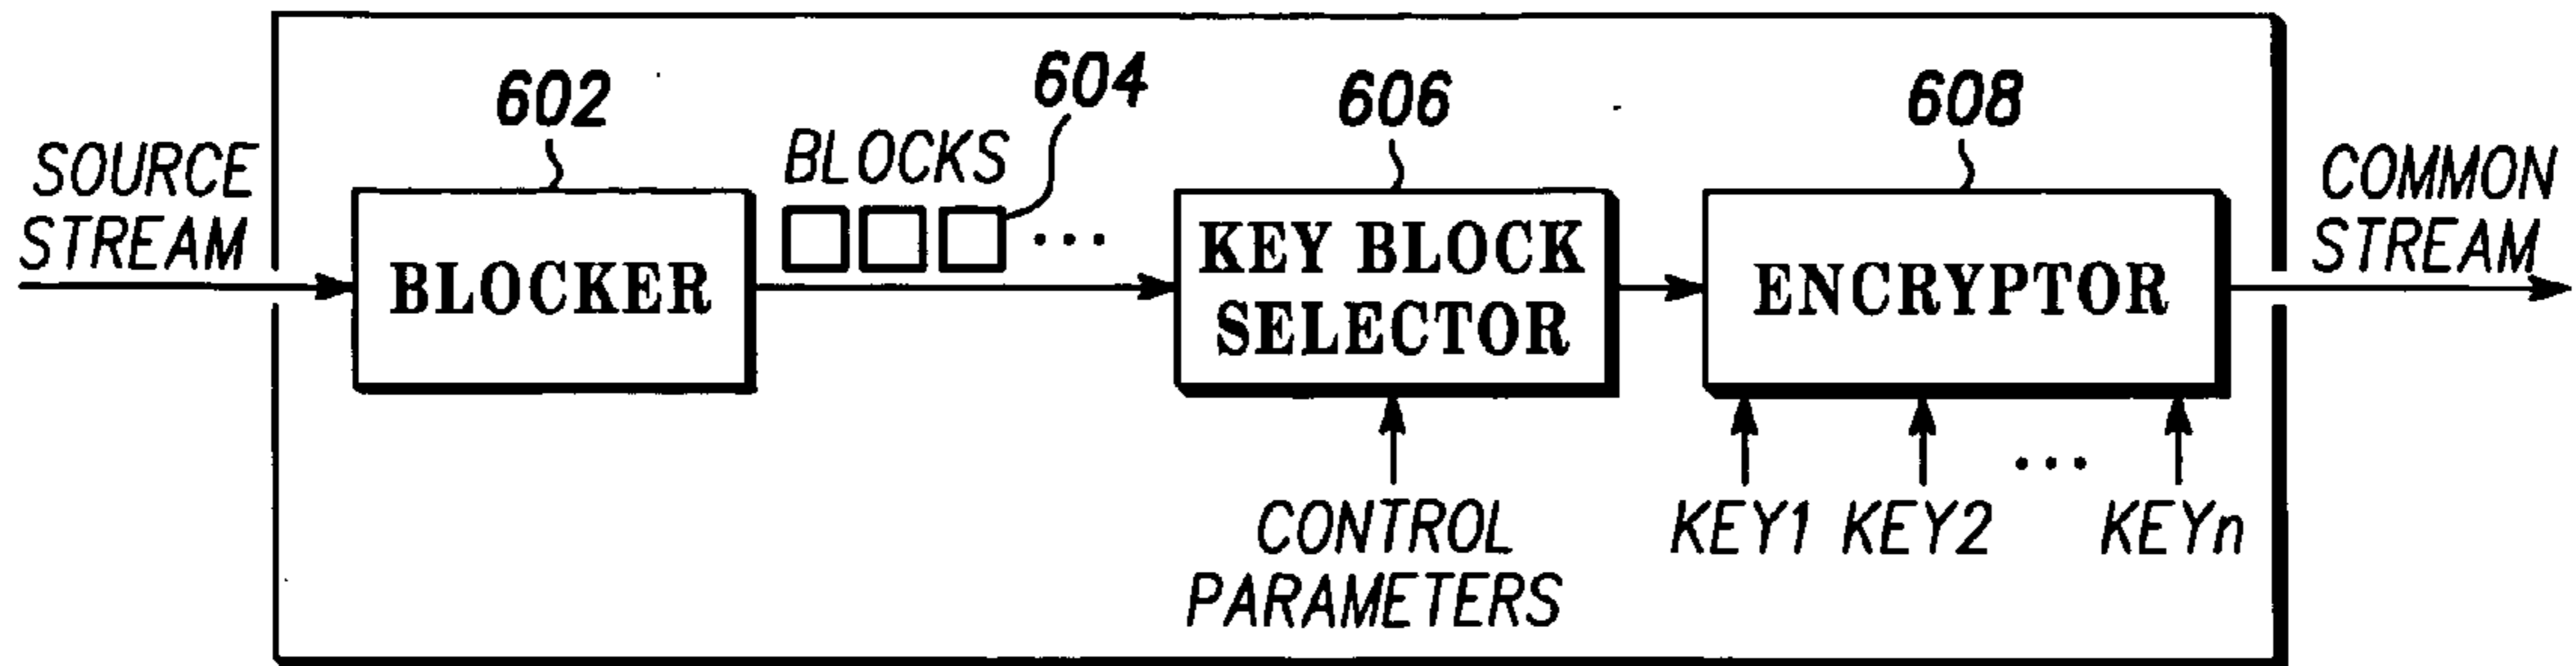 602
604
606
608
SOURCE
STREAM
BLOCKS
COMMON
STREAM
BLOCKER
KEY BLOCK
SELECTOR
ENCRYPTOR
...
...
CONTROL
PARAMETERS
KEY1 KEY2 KEYn